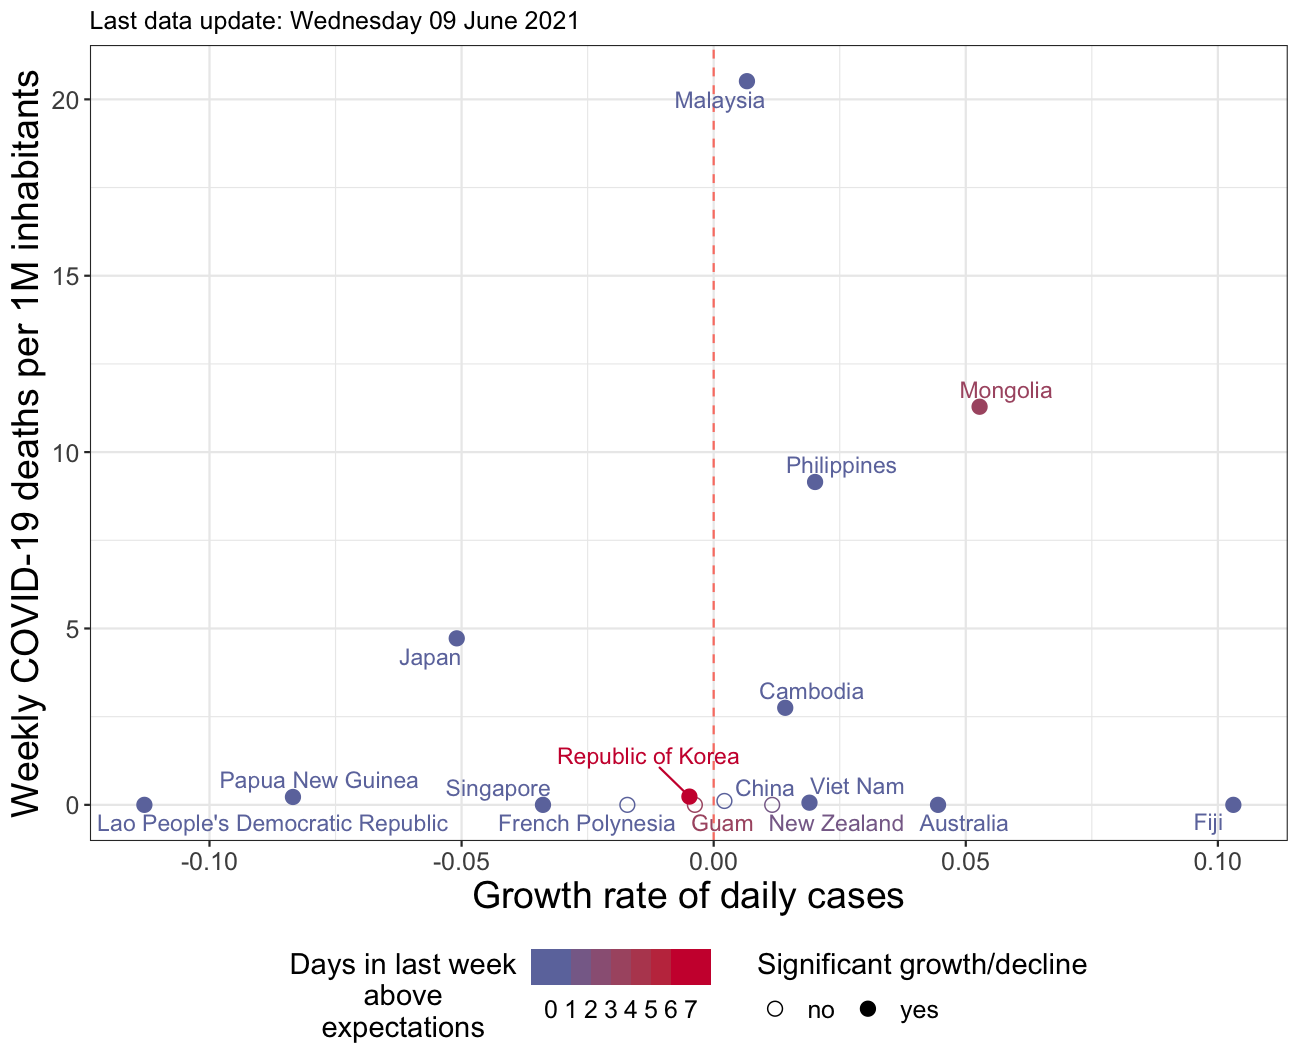 Last data update: Wednesday 09 June 2021
Weekly COVID-19 deaths per 1M inhabitants
20
15
10
5
0
Malaysia
Mongolia
Philippines
Japan
Cambodia
Republic of Korea
Papua New Guinea
Singapore
China
Viet Nam
Lao People's Democratic Republic
French Polynesia
Guam
New Zealand
Australia
Fiji
-0.10
-0.05
0.00
0.05
0.10
Growth rate of daily cases
Days in last week
above
expectations
0 1 2 3 4 5 6 7
Significant growth/decline
no
yes